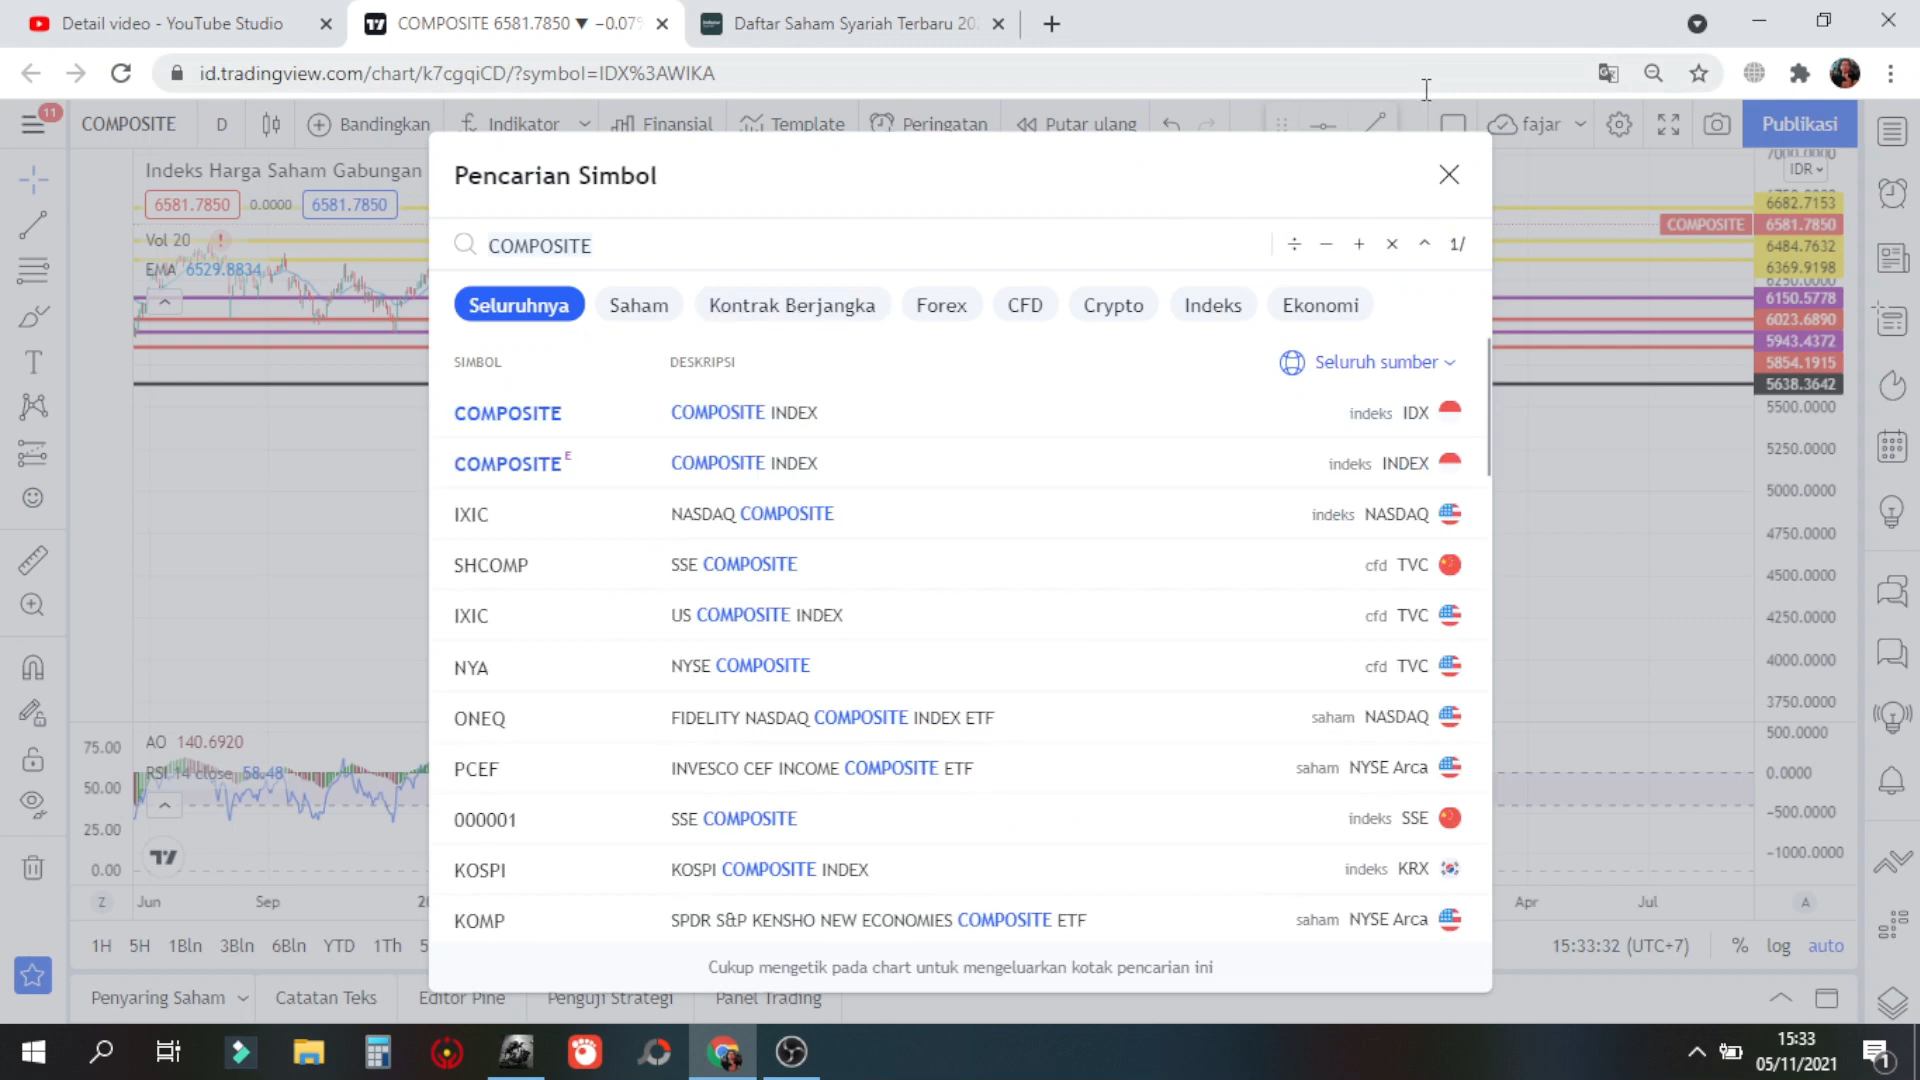 Detail video - YouTube Studio
COMPOSITE 6581.7850 ▼ −0.07%
Daftar Saham Syariah Terbaru 20
id.tradingview.com/chart/k7cgqiCD/?symbol=IDX%3AWIKA
11
COMPOSITE
D
Bandingkan
Indikator
Finansial
Template
Peringatan
Putar ulang
fajar
Publikasi
Indeks Harga Saham Gabungan
6581.7850
0.0000
6581.7850
Vol 20
EMA 6529.8834
Pencarian Simbol
COMPOSITE
÷ − + × ^ 1/
Seluruhnya
Saham
Kontrak Berjangka
Forex
CFD
Crypto
Indeks
Ekonomi
SIMBOL
DESKRIPSI
Seluruh sumber
COMPOSITE
COMPOSITE INDEX
indeks IDX
COMPOSITE E
COMPOSITE INDEX
indeks INDEX
IXIC
NASDAQ COMPOSITE
indeks NASDAQ
SHCOMP
SSE COMPOSITE
cfd TVC
IXIC
US COMPOSITE INDEX
cfd TVC
NYA
NYSE COMPOSITE
cfd TVC
ONEQ
FIDELITY NASDAQ COMPOSITE INDEX ETF
saham NASDAQ
PCEF
INVESCO CEF INCOME COMPOSITE ETF
saham NYSE Arca
000001
SSE COMPOSITE
indeks SSE
KOSPI
KOSPI COMPOSITE INDEX
indeks KRX
KOMP
SPDR S&P KENSHO NEW ECONOMIES COMPOSITE ETF
saham NYSE Arca
Cukup mengetik pada chart untuk mengeluarkan kotak pencarian ini
7000.0000
IDR
6682.7153
COMPOSITE 6581.7850
6484.7632
6369.9198
6250.0000
6150.5778
6023.6890
5943.4372
5854.1915
5638.3642
5500.0000
5250.0000
5000.0000
4750.0000
4500.0000
4250.0000
4000.0000
3750.0000
500.0000
0.0000
−500.0000
−1000.0000
AO 140.6920
RSI 14 close 58.48
75.00
50.00
25.00
0.00
Z
Jun
Sep
Apr
Jul
A
1H
5H
1Bln
3Bln
6Bln
YTD
1Th
15:33:32 (UTC+7)
%
log
auto
Penyaring Saham
Catatan Teks
Editor Pine
Penguji Strategi
Panel Trading
15:33
05/11/2021
1